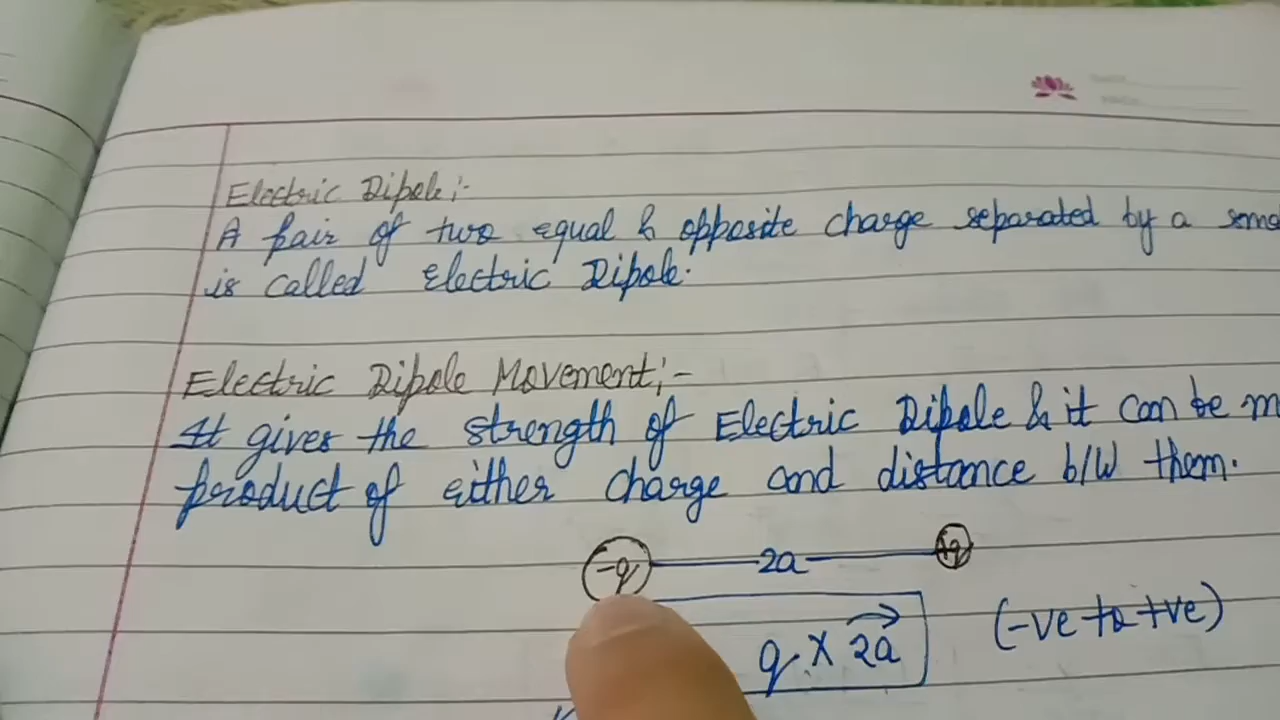 Electric Dipole:-
A pair of two equal & opposite charge separated by a
is called Electric Dipole.
Electric Dipole Movement:-
It gives the strength of Electric Dipole & it can be
product of either charge and distance b/w them.
-q 2a +q
q × 2a (-ve to +ve)